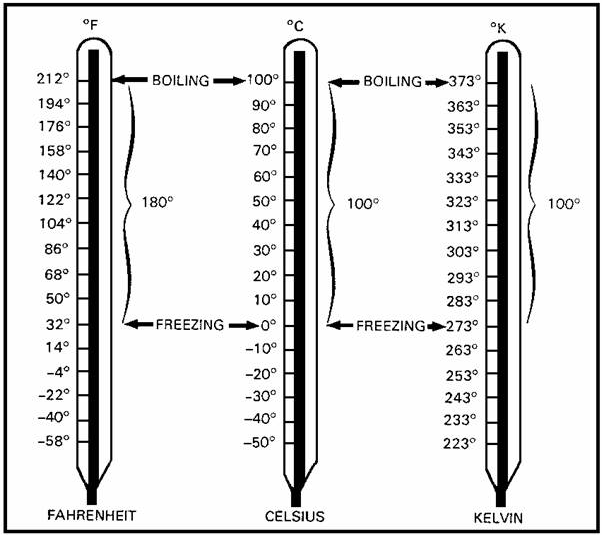 °F °C °K
212° BOILING 100° BOILING 373°
194° 90° 363°
176° 80° 353°
158° 70° 343°
140° 60° 333°
122° 180° 50° 100° 323° 100°
104° 40° 313°
86° 30° 303°
68° 20° 293°
50° 10° 283°
32° FREEZING 0° FREEZING 273°
14° –10° 263°
–4° –20° 253°
–22° –30° 243°
–40° –40° 233°
–58° –50° 223°
FAHRENHEIT CELSIUS KELVIN